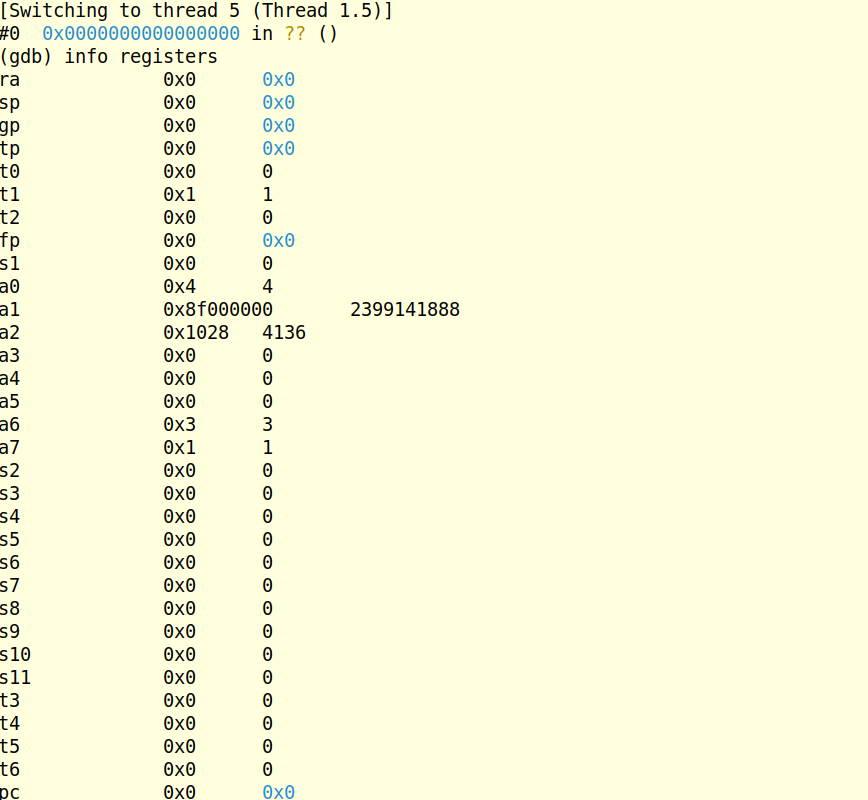 [Switching to thread 5 (Thread 1.5)]
#0  0x0000000000000000 in ?? ()
(gdb) info registers
ra             0x0      0x0
sp             0x0      0x0
gp             0x0      0x0
tp             0x0      0x0
t0             0x0      0
t1             0x1      1
t2             0x0      0
fp             0x0      0x0
s1             0x0      0
a0             0x4      4
a1             0x8f000000       2399141888
a2             0x1028   4136
a3             0x0      0
a4             0x0      0
a5             0x0      0
a6             0x3      3
a7             0x1      1
s2             0x0      0
s3             0x0      0
s4             0x0      0
s5             0x0      0
s6             0x0      0
s7             0x0      0
s8             0x0      0
s9             0x0      0
s10            0x0      0
s11            0x0      0
t3             0x0      0
t4             0x0      0
t5             0x0      0
t6             0x0      0
pc             0x0      0x0